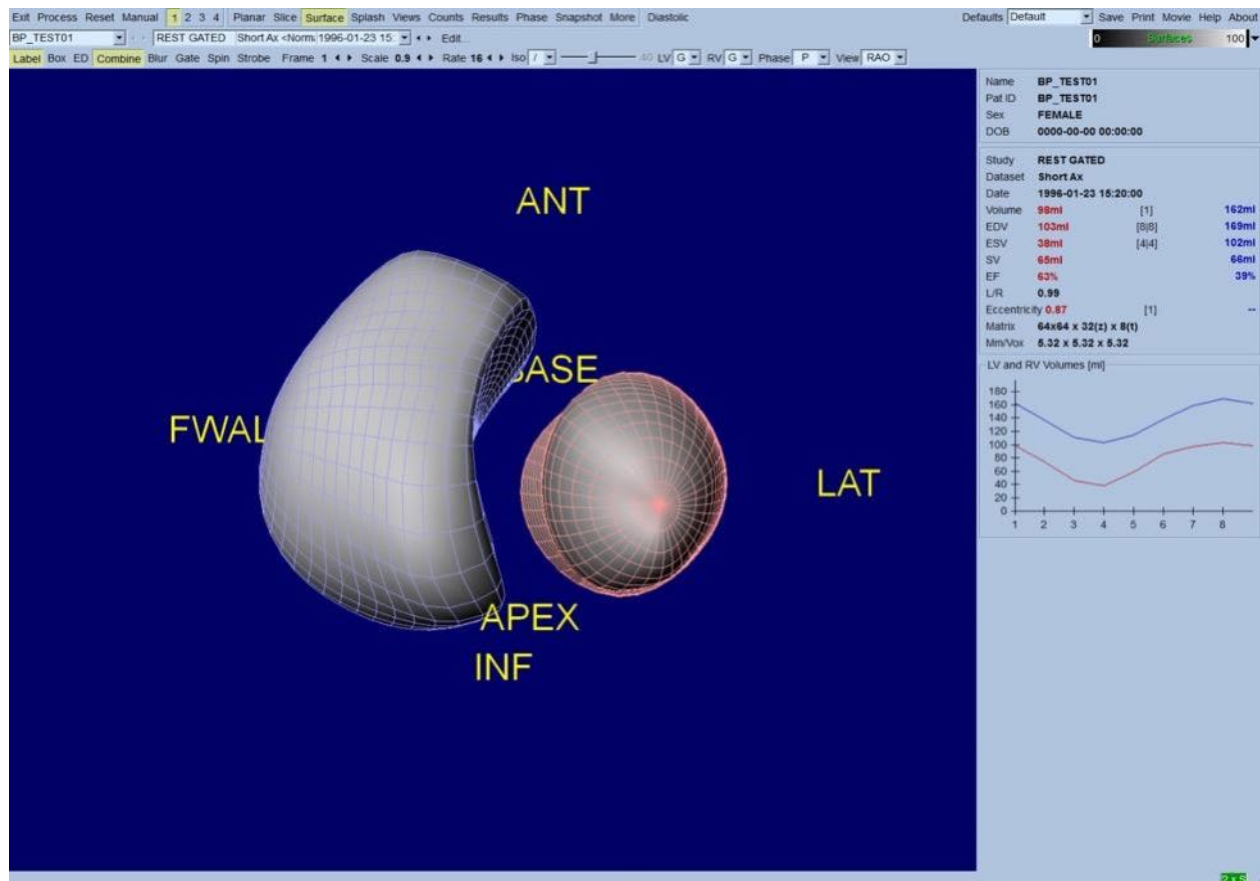 Exit Process Reset Manual 1 2 3 4 Planar Slice Surface Splash Views Counts Results Phase Snapshot More Diastolic Defaults Default Save Print Movie Help About
BP_TEST01 REST GATED Short Ax <Norm: 1996-01-23 15: Edit... 0 Surfaces 100
Label Box ED Combine Blur Gate Spin Strobe Frame 1 Scale 0.9 Rate 16 Iso / 40 LV G RV G Phase P View RAO
ANT
BASE
FWAL
LAT
APEX
INF
Name BP_TEST01
Pat ID BP_TEST01
Sex FEMALE
DOB 0000-00-00 00:00:00
Study REST GATED
Dataset Short Ax
Date 1996-01-23 15:20:00
Volume 98ml [1] 162ml
EDV 103ml [8|8] 169ml
ESV 38ml [4|4] 102ml
SV 65ml 66ml
EF 63% 39%
L/R 0.99
Eccentricity 0.87 [1] --
Matrix 64x64 x 32(z) x 8(t)
Mm/Vox 5.32 x 5.32 x 5.32
LV and RV Volumes [ml]
180
160
140
120
100
80
60
40
20
0
1 2 3 4 5 6 7 8